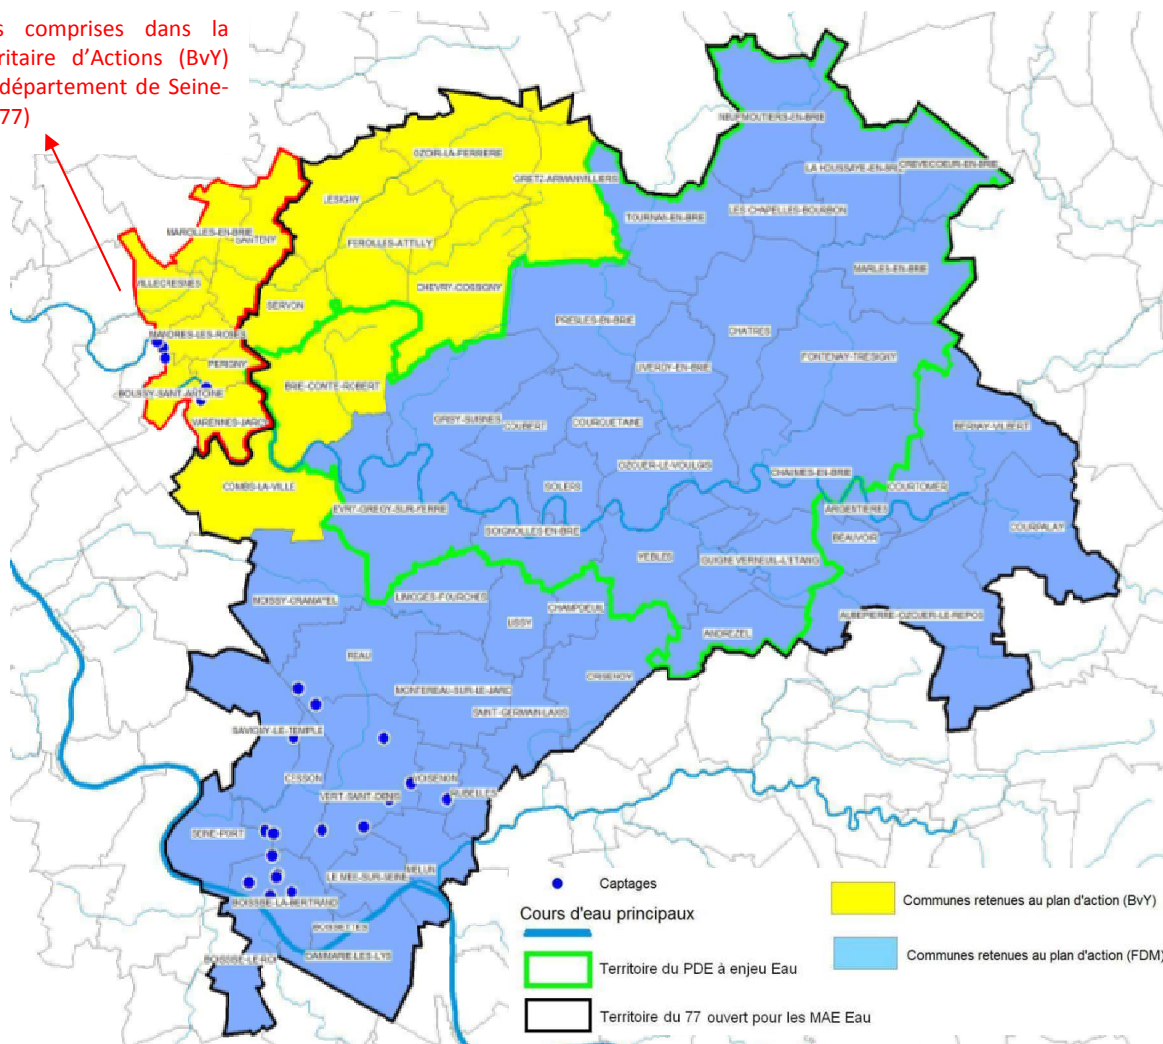 s comprises dans la
ritaire d'Actions (BvY)
département de Seine-
77)
NEUFMOUTIERS-EN-BRIE
OZOIR-LA-FERRIERE
LA HOUSSAYE-EN-BRIE
CREVECOEUR-EN-BRIE
GRETZ-ARMANVILLIERS
LESIGNY
LES CHAPELLES-BOURBON
TOURNAN-EN-BRIE
MAROLLES-EN-BRIE
SANTENY
FEROLLES-ATTILLY
MARLES-EN-BRIE
VILLECRESNES
CHEVRY-COSSIGNY
SERVON
PRESLES-EN-BRIE
CHATRES
MANDRES-LES-ROSES
FONTENAY-TRESIGNY
PERIGNY
LIVERDY-EN-BRIE
BRIE-COMTE-ROBERT
BOUSSY-SAINT-ANTOINE
GRISY-SUISNES
COUBERT
COURQUETAINE
VARENNES-JARCY
BERNAY-VILBERT
OZOUER-LE-VOULGIS
CHAUMES-EN-BRIE
COMBS-LA-VILLE
SOLERS
COURTOMER
EVRY-GREGY-SUR-YERRE
ARGENTIERES
SOIGNOLLES-EN-BRIE
COURPALAY
BEAUVOIR
YEBLES
GUIGNES
VERNEUIL-L'ETANG
MOISSY-CRAMAYEL
LIMOGES-FOURCHES
CHAMPDEUIL
AUBEPIERRE-OZOUER-LE-REPOS
LISSY
ANDREZEL
REAU
CRISENOY
MONTEREAU-SUR-LE-JARD
SAINT-GERMAIN-LAXIS
SAVIGNY-LE-TEMPLE
CESSON
VOISENON
VERT-SAINT-DENIS
RUBELLES
SEINE-PORT
MELUN
LE MEE-SUR-SEINE
BOISSISE-LA-BERTRAND
BOISSETTES
DAMMARIE-LES-LYS
BOISSISE-LE-ROI
Captages
Cours d'eau principaux
Territoire du PDE à enjeu Eau
Territoire du 77 ouvert pour les MAE Eau
Communes retenues au plan d'action (BvY)
Communes retenues au plan d'action (FDM)